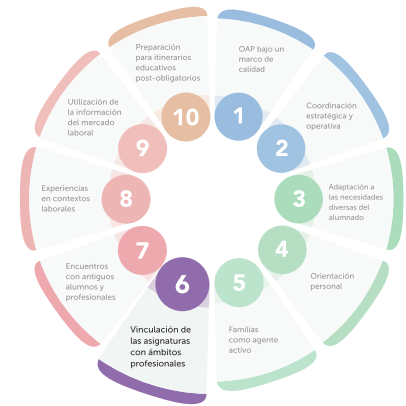 1
OAP bajo un
marco de
calidad
2
Coordinación
estratégica y
operativa
3
Adaptación a
las necesidades
diversas del
alumnado
4
Orientación
personal
5
Familias
como agente
activo
6
Vinculación de
las asignaturas
con ámbitos
profesionales
7
Encuentros
con antiguos
alumnos y
profesionales
8
Experiencias
en contextos
laborales
9
Utilización de
la información
del mercado
laboral
10
Preparación
para itinerarios
educativos
post-obligatorios